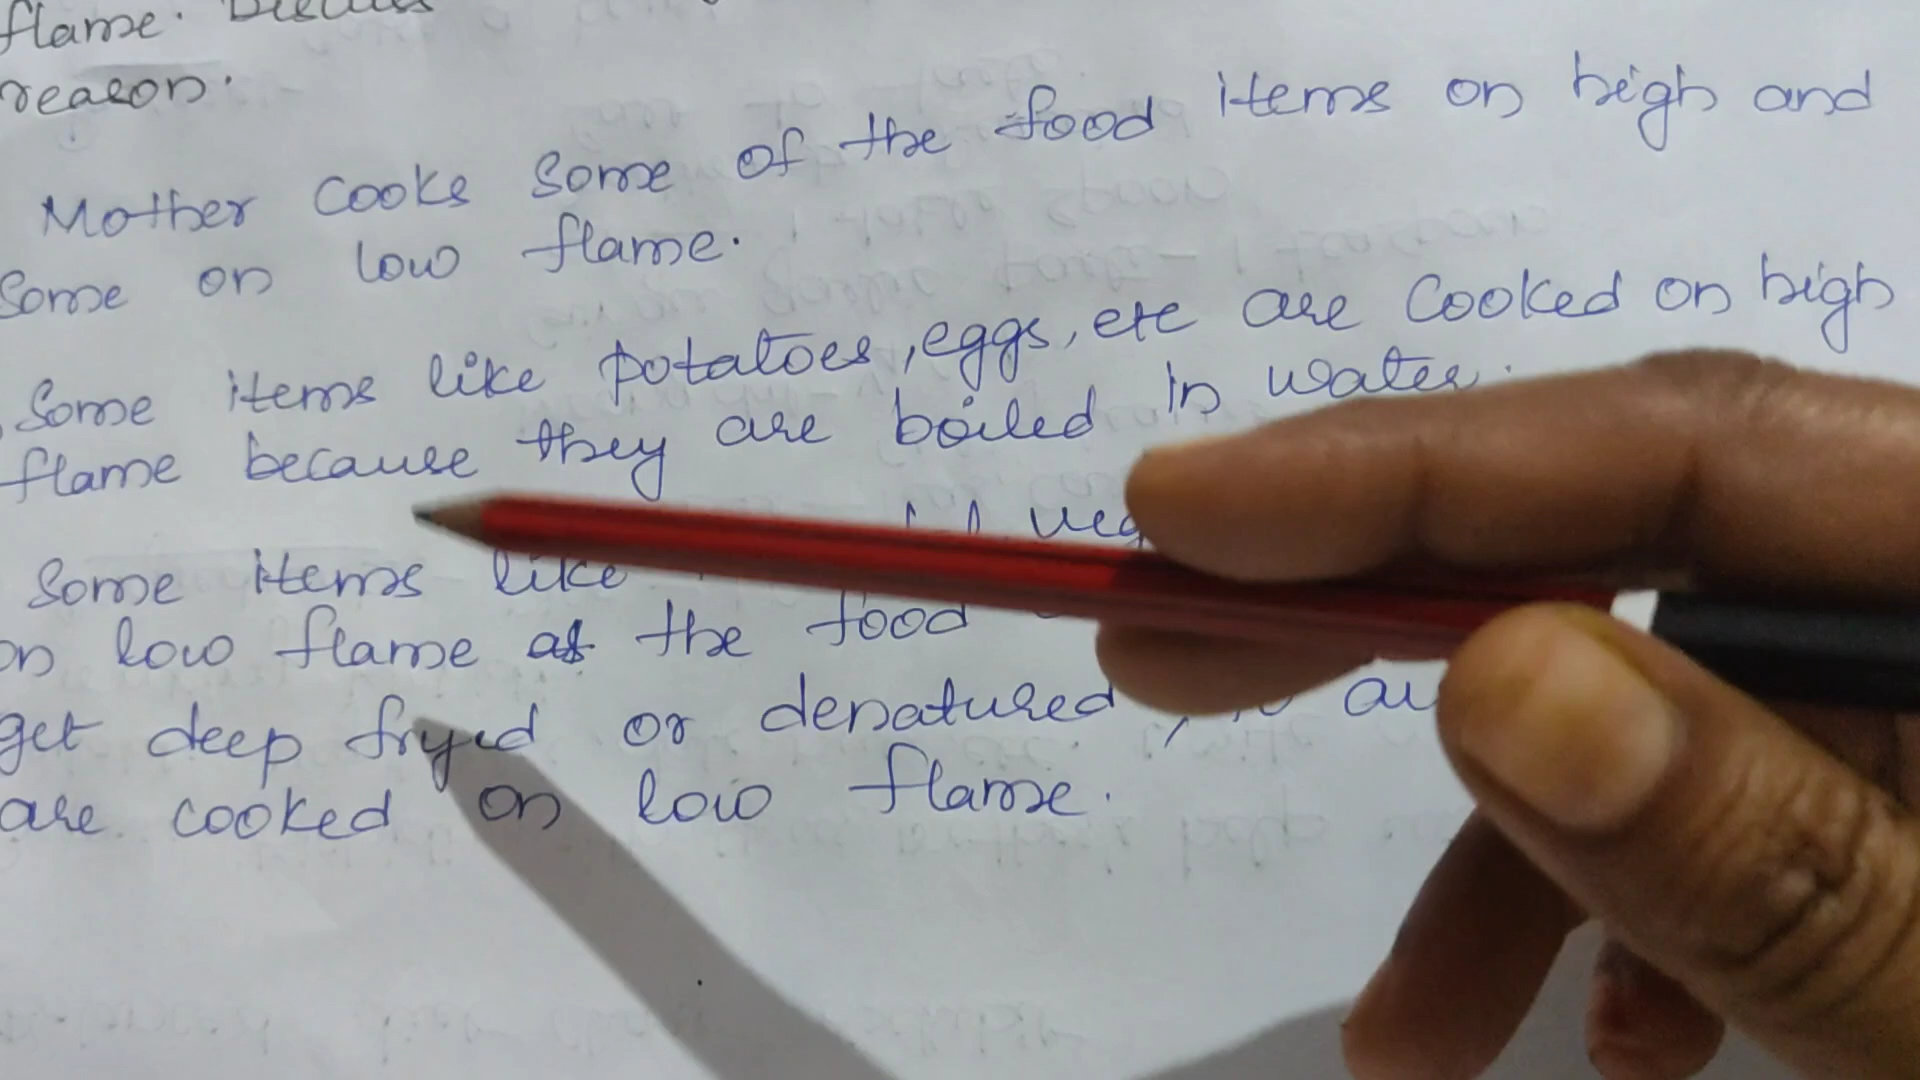 flame. Discuss
reason.
Mother cooks some of the food items on high and
some on low flame.
Some items like potatoes, eggs, etc are cooked on high
flame because they are boiled in water.
Some items like
on low flame as the food
get deep fryed or denatured,
are cooked on low flame.